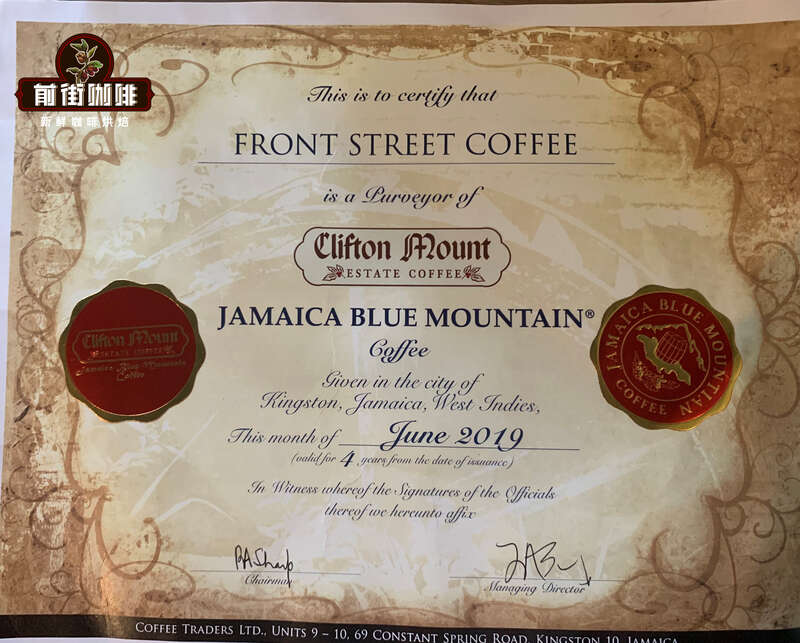 前街咖啡
新鲜咖啡烘焙
This is to certify that
FRONT STREET COFFEE
is a Purveyor of
Clifton Mount
ESTATE COFFEE
JAMAICA BLUE MOUNTAIN®
Coffee
Given in the city of
Kingston, Jamaica, West Indies,
This month of June 2019
(valid for 4 years from the date of issuance)
In Witness whereof the Signatures of the Officials
thereof we hereunto affix
Clifton Mount
ESTATE COFFEE
Jamaica Blue Mountain
Coffee
JAMAICA BLUE MOUNTIAN
COFFEE
RASharp
Chairman
Managing Director
COFFEE TRADERS LTD., UNITS 9 – 10, 69 CONSTANT SPRING ROAD, KINGSTON 10, JAMAICA